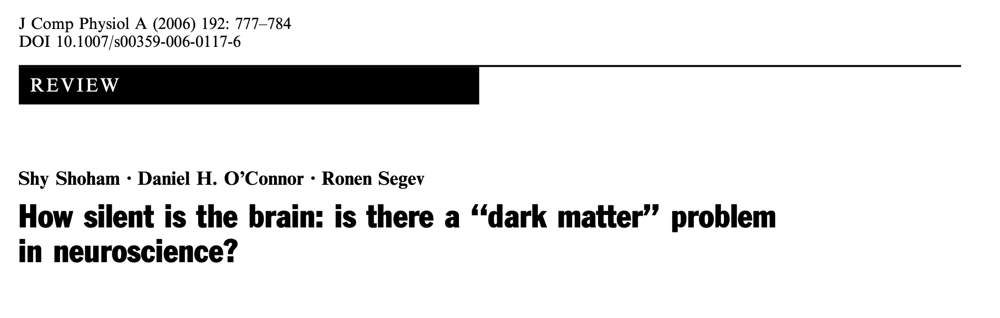 J Comp Physiol A (2006) 192: 777–784
DOI 10.1007/s00359-006-0117-6
REVIEW
Shy Shoham · Daniel H. O’Connor · Ronen Segev
How silent is the brain: is there a “dark matter” problem
in neuroscience?